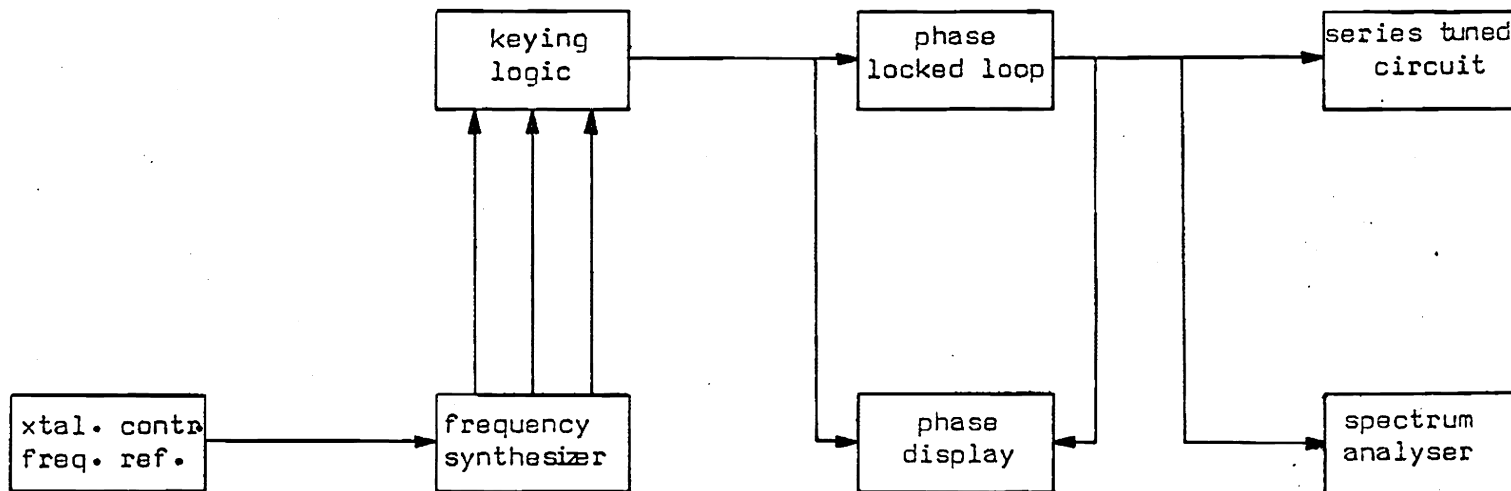 keying
logic
phase
locked loop
series tuned
circuit
xtal. contr.
freq. ref.
frequency
synthesizer
phase
display
spectrum
analyser